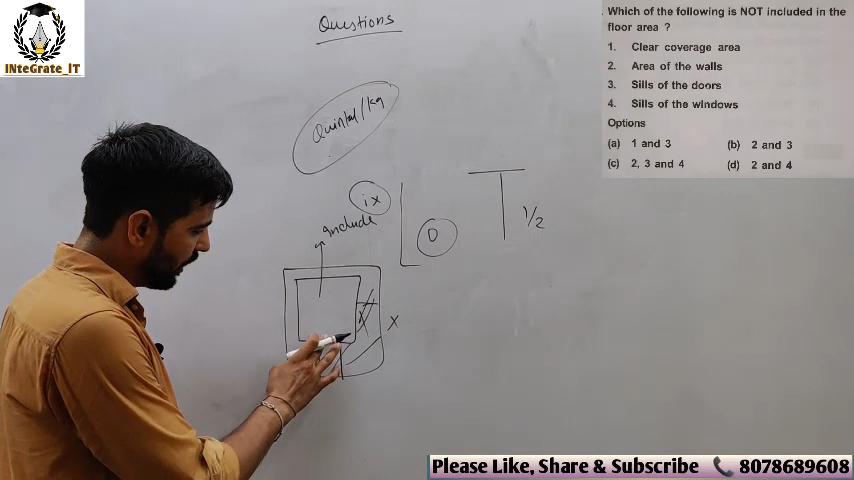 INteGrate_IT
Questions
Quintal/kg
ix
include
D
1/2
X
X
Which of the following is NOT included in the
floor area ?
1. Clear coverage area
2. Area of the walls
3. Sills of the doors
4. Sills of the windows
Options
(a) 1 and 3 (b) 2 and 3
(c) 2, 3 and 4 (d) 2 and 4
Please Like, Share & Subscribe 📞 8078689608